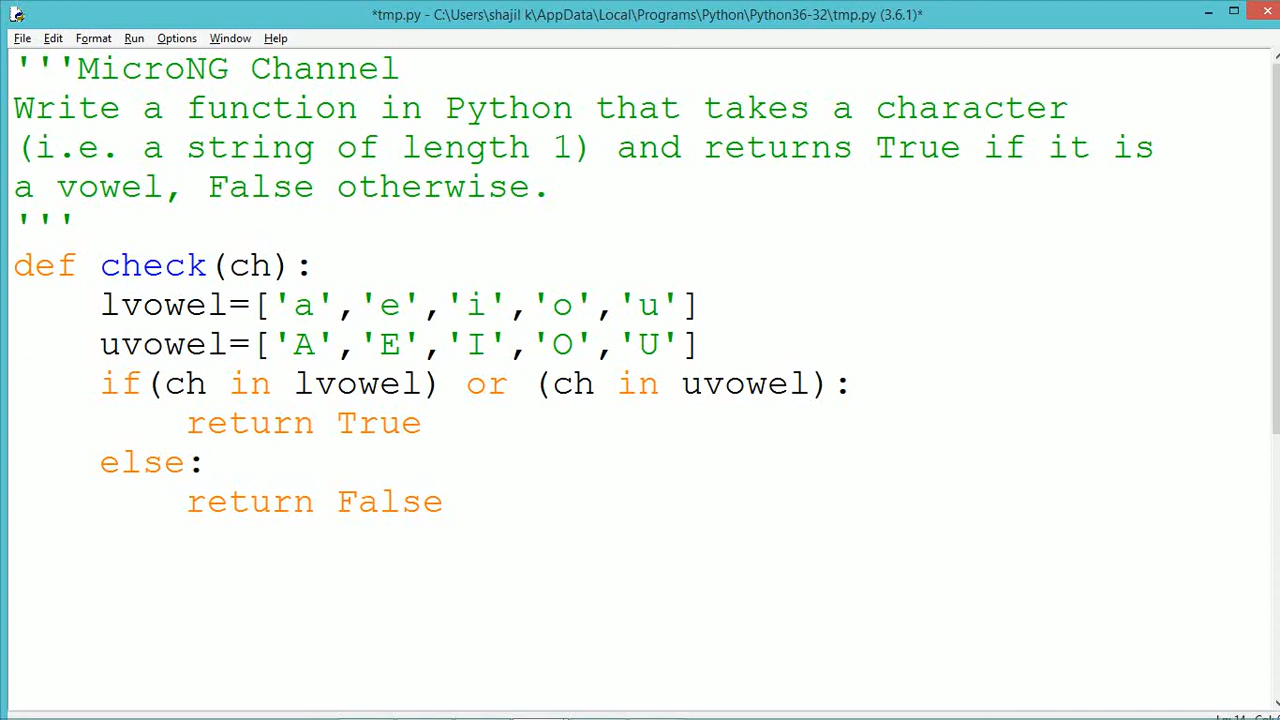 *tmp.py - C:\Users\shajil k\AppData\Local\Programs\Python\Python36-32\tmp.py (3.6.1)*
File Edit Format Run Options Window Help
'''MicroNG Channel
Write a function in Python that takes a character
(i.e. a string of length 1) and returns True if it is
a vowel, False otherwise.
'''
def check(ch):
    lvowel=['a','e','i','o','u']
    uvowel=['A','E','I','O','U']
    if(ch in lvowel) or (ch in uvowel):
        return True
    else:
        return False